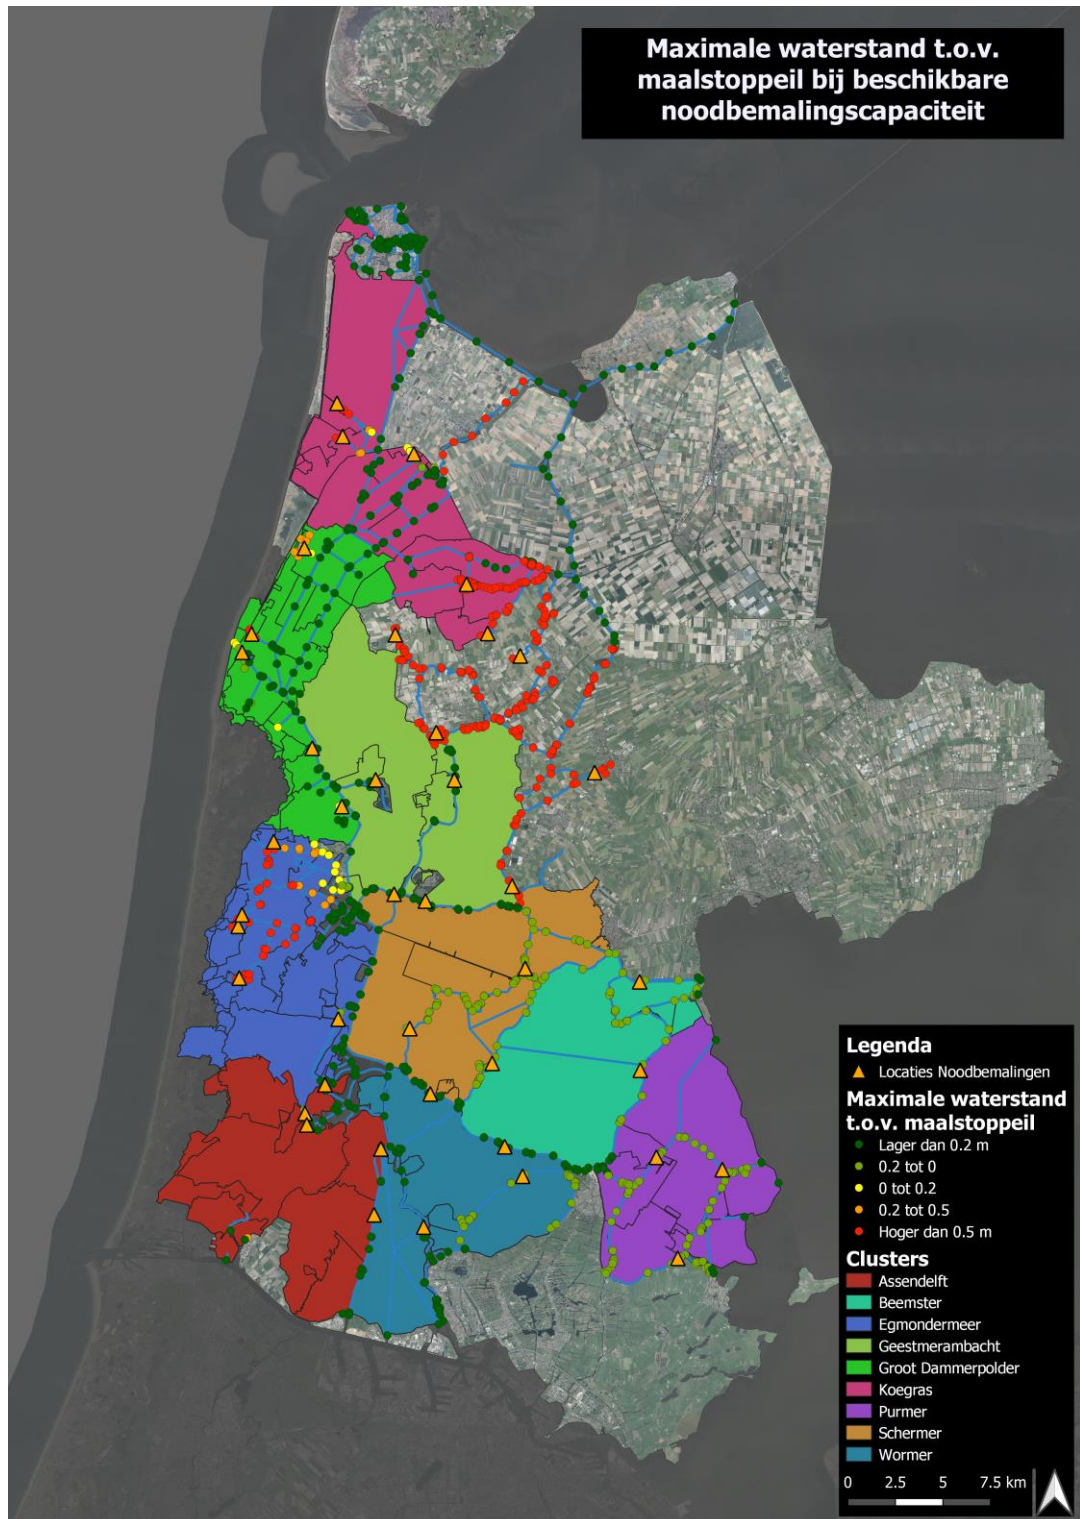 Maximale waterstand t.o.v.
maalstoppeil bij beschikbare
noodbemalingscapaciteit
Legenda
Locaties Noodbemalingen
Maximale waterstand
t.o.v. maalstoppeil
Lager dan 0.2 m
0.2 tot 0
0 tot 0.2
0.2 tot 0.5
Hoger dan 0.5 m
Clusters
Assendelft
Beemster
Egmondermeer
Geestmerambacht
Groot Dammerpolder
Koegras
Purmer
Schermer
Wormer
0 2.5 5 7.5 km